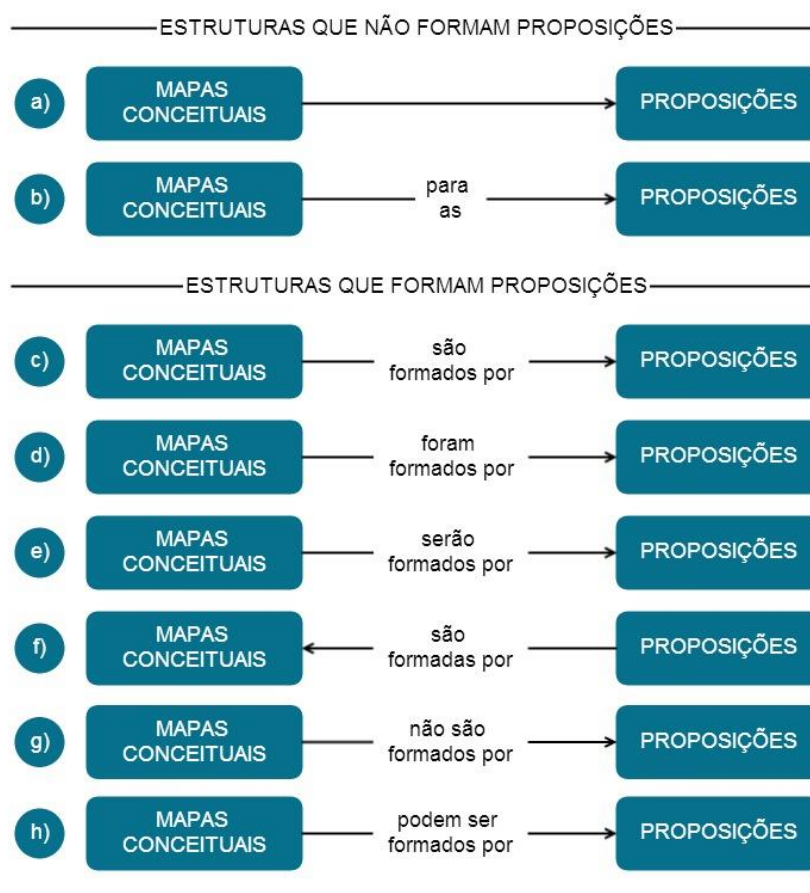 ESTRUTURAS QUE NÃO FORMAM PROPOSIÇÕES
a)
MAPAS
CONCEITUAIS
PROPOSIÇÕES
b)
MAPAS
CONCEITUAIS
para
as
PROPOSIÇÕES
ESTRUTURAS QUE FORMAM PROPOSIÇÕES
c)
MAPAS
CONCEITUAIS
são
formados por
PROPOSIÇÕES
d)
MAPAS
CONCEITUAIS
foram
formados por
PROPOSIÇÕES
e)
MAPAS
CONCEITUAIS
serão
formados por
PROPOSIÇÕES
f)
MAPAS
CONCEITUAIS
são
formadas por
PROPOSIÇÕES
g)
MAPAS
CONCEITUAIS
não são
formados por
PROPOSIÇÕES
h)
MAPAS
CONCEITUAIS
podem ser
formados por
PROPOSIÇÕES